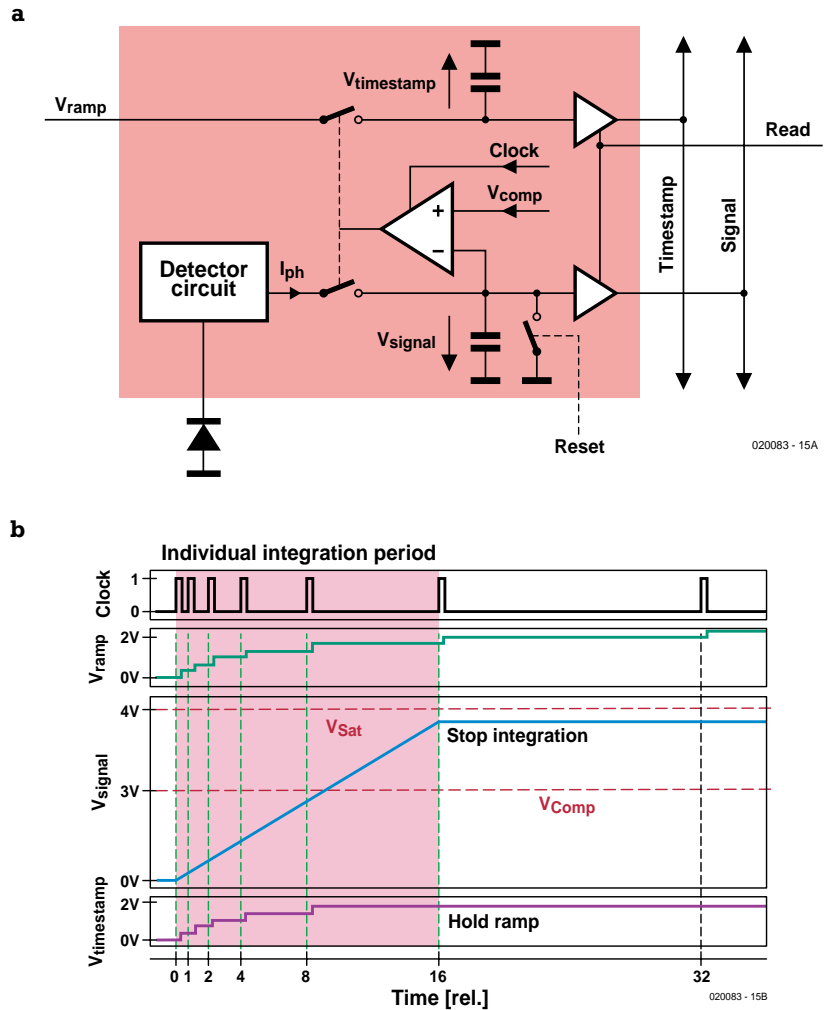 a
Vtimestamp
Vramp
Clock
Read
Vcomp
+
−
Timestamp
Signal
Detector
circuit
Iph
Vsignal
Reset
020083 - 15A
b
Individual integration period
Clock
1
0
Vramp
2V
0V
Vsignal
4V
3V
0V
VSat
Stop integration
VComp
Vtimestamp
2V
0V
Hold ramp
0 1 2 4 8 16 32
Time [rel.]
020083 - 15B